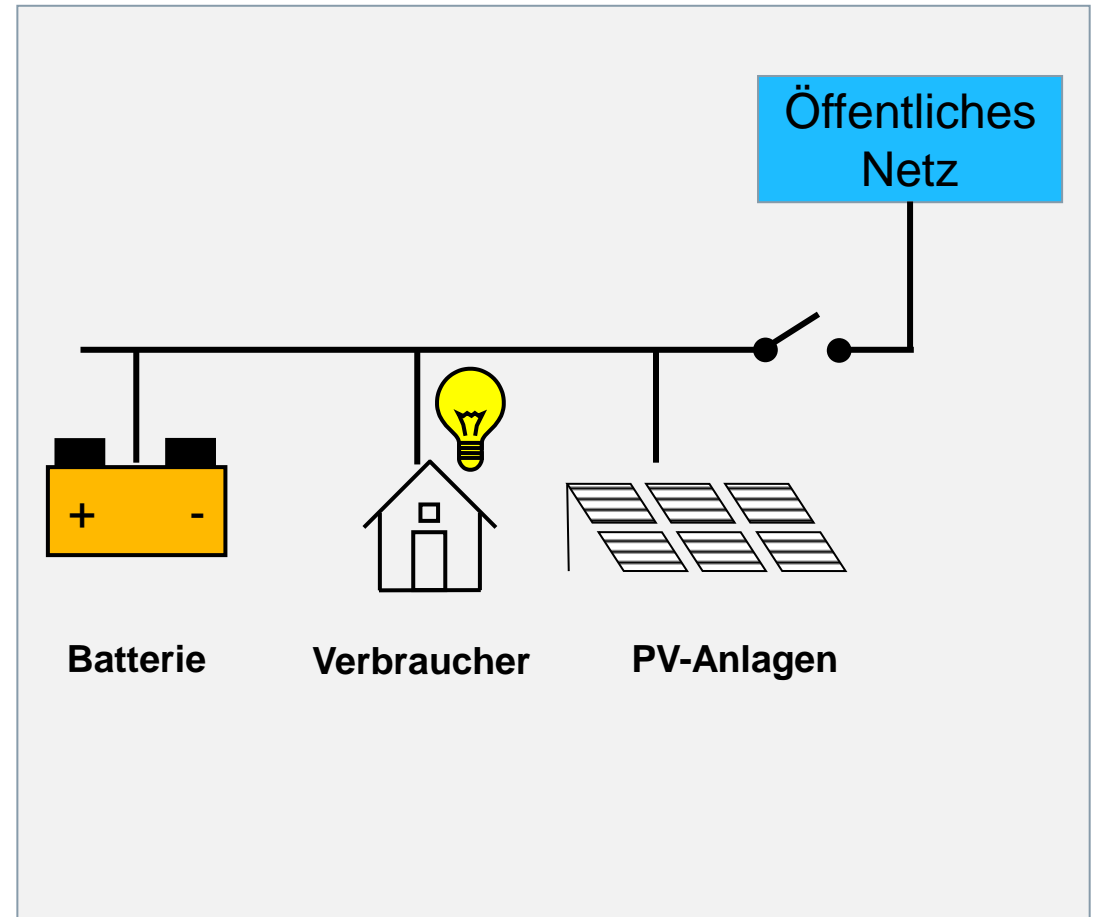 Öffentliches
Netz
+ -
Batterie
Verbraucher
PV-Anlagen